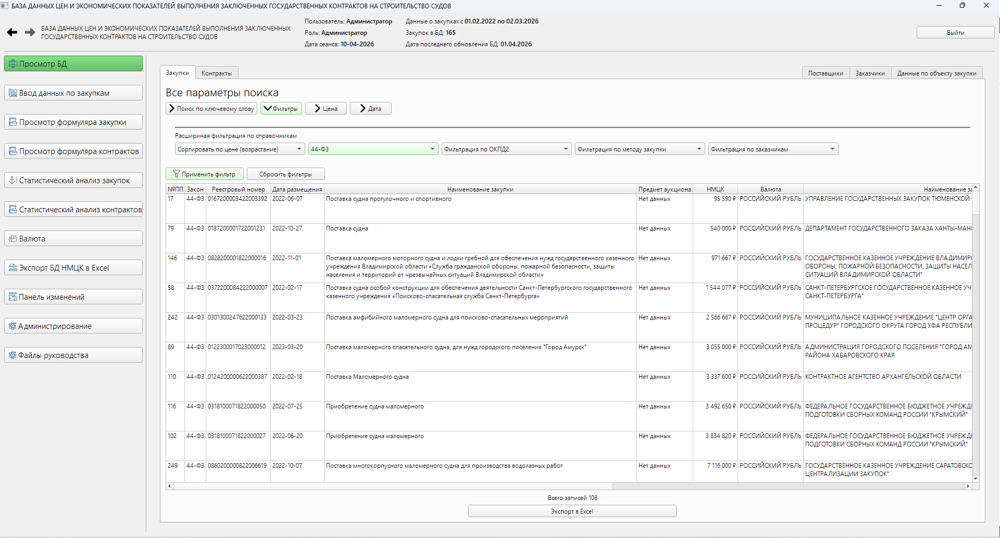 БАЗА ДАННЫХ ЦЕН И ЭКОНОМИЧЕСКИХ ПОКАЗАТЕЛЕЙ ВЫПОЛНЕНИЯ ЗАКЛЮЧЕННЫХ ГОСУДАРСТВЕННЫХ КОНТРАКТОВ НА СТРОИТЕЛЬСТВО СУДОВ
БАЗА ДАННЫХ ЦЕН И ЭКОНОМИЧЕСКИХ ПОКАЗАТЕЛЕЙ ВЫПОЛНЕНИЯ ЗАКЛЮЧЕННЫХ
ГОСУДАРСТВЕННЫХ КОНТРАКТОВ НА СТРОИТЕЛЬСТВО СУДОВ
Пользователь: Администратор
Роль: Администратор
Дата сеанса: 10-04-2026
Данные о закупках с 01.02.2022 по 02.03.2026
Закупок в БД: 165
Дата последнего обновления БД: 01.04.2026
Выйти
Просмотр БД
Ввод данных по закупкам
Просмотр формуляра закупки
Просмотр формуляра контрактов
Статистический анализ закупок
Статистический анализ контрактов
Валюта
Экспорт БД НМЦК в Excel
Панель изменений
Администрирование
Файлы руководства
Закупки Контракты Поставщики Заказчики Данные по объекту закупки
Все параметры поиска
Поиск по ключевому слову Фильтры Цена Дата
Расшириная фильтрация по справочникам
Сортировать по цене (возрастание) 44-ФЗ Фильтрация по ОКПД2 Фильтрация по методу закупки Фильтрация по заказчикам
Применить фильтр Сбросить фильтры
№ПП Закон Реестровый номер Дата размещения Наименование закупки Предмет аукциона НМЦК Валюта Наименование за
17 44-ФЗ 0167200003422003392 2022-06-07 Поставка судна прогулочного и спортивного Нет данных 95 590 ₽ РОССИЙСКИЙ РУБЛЬ УПРАВЛЕНИЕ ГОСУДАРСТВЕННЫХ ЗАКУПОК ТЮМЕНСКОЙ
79 44-ФЗ 0187200001722001231 2022-10-27 Поставка судна Нет данных 540 000 ₽ РОССИЙСКИЙ РУБЛЬ ДЕПАРТАМЕНТ ГОСУДАРСТВЕННОГО ЗАКАЗА ХАНТЫ-МАН
146 44-ФЗ 0828200001822000016 2022-11-01 Поставка маломерного моторного судна и лодки гребной для обеспечения нужд государственного казенного Нет данных 971 667 ₽ РОССИЙСКИЙ РУБЛЬ ГОСУДАРСТВЕННОЕ КАЗЕННОЕ УЧРЕЖДЕНИЕ ВЛАДИМИР
учреждения Владимирской области «Служба гражданской обороны, пожарной безопасности, защиты ОБОРОНЫ, ПОЖАРНОЙ БЕЗОПАСНОСТИ, ЗАЩИТЫ НАСЕЛ
населения и территорий от чрезвычайных ситуаций Владимирской области» СИТУАЦИЙ ВЛАДИМИРСКОЙ ОБЛАСТИ"
58 44-ФЗ 0372200084222000007 2022-02-17 Поставка судна особой конструкции для обеспечения деятельности Санкт-Петербургского государственного Нет данных 1 544 077 ₽ РОССИЙСКИЙ РУБЛЬ САНКТ-ПЕТЕРБУРГСКОЕ ГОСУДАРСТВЕННОЕ КАЗЕННОЕ УЧ
казенного учреждения «Поисково-спасательная служба Санкт-Петербурга» САНКТ-ПЕТЕРБУРГА"
242 44-ФЗ 0301300247622000133 2022-03-23 Поставка амфибийного маломерного судна для поисково-спасательных мероприятий Нет данных 2 566 667 ₽ РОССИЙСКИЙ РУБЛЬ МУНИЦИПАЛЬНОЕ КАЗЕННОЕ УЧРЕЖДЕНИЕ "ЦЕНТР ОРГА
ПРОЦЕДУР" ГОРОДСКОГО ОКРУГА ГОРОД УФА РЕСПУБЛИ
89 44-ФЗ 0122300017023000012 2023-03-20 Поставка маломерного спасательного судна, для нужд городского поселения "Город Амурск" Нет данных 3 055 000 ₽ РОССИЙСКИЙ РУБЛЬ АДМИНИСТРАЦИЯ ГОРОДСКОГО ПОСЕЛЕНИЯ "ГОРОД АМ
РАЙОНА ХАБАРОВСКОГО КРАЯ
110 44-ФЗ 0124200000622000387 2022-02-18 Поставка Маломерного судна Нет данных 3 337 600 ₽ РОССИЙСКИЙ РУБЛЬ КОНТРАКТНОЕ АГЕНТСТВО АРХАНГЕЛЬСКОЙ ОБЛАСТИ
116 44-ФЗ 0318100071822000050 2022-07-25 Приобретение судна маломерного Нет данных 3 492 650 ₽ РОССИЙСКИЙ РУБЛЬ ФЕДЕРАЛЬНОЕ ГОСУДАРСТВЕННОЕ БЮДЖЕТНОЕ УЧРЕЖД
ПОДГОТОВКИ СБОРНЫХ КОМАНД РОССИИ "КРЫМСКИЙ"
102 44-ФЗ 0318100071822000027 2022-06-20 Приобретение судна маломерного Нет данных 3 834 820 ₽ РОССИЙСКИЙ РУБЛЬ ФЕДЕРАЛЬНОЕ ГОСУДАРСТВЕННОЕ БЮДЖЕТНОЕ УЧРЕЖД
ПОДГОТОВКИ СБОРНЫХ КОМАНД РОССИИ "КРЫМСКИЙ"
249 44-ФЗ 0860200000822006619 2022-10-07 Поставка многокорпусного маломерного судна для производства водолазных работ Нет данных 7 116 000 ₽ РОССИЙСКИЙ РУБЛЬ ГОСУДАРСТВЕННОЕ КАЗЕННОЕ УЧРЕЖДЕНИЕ САРАТОВСКО
ЦЕНТРАЛИЗАЦИИ ЗАКУПОК"
Всего записей 108
Экспорт в Excel